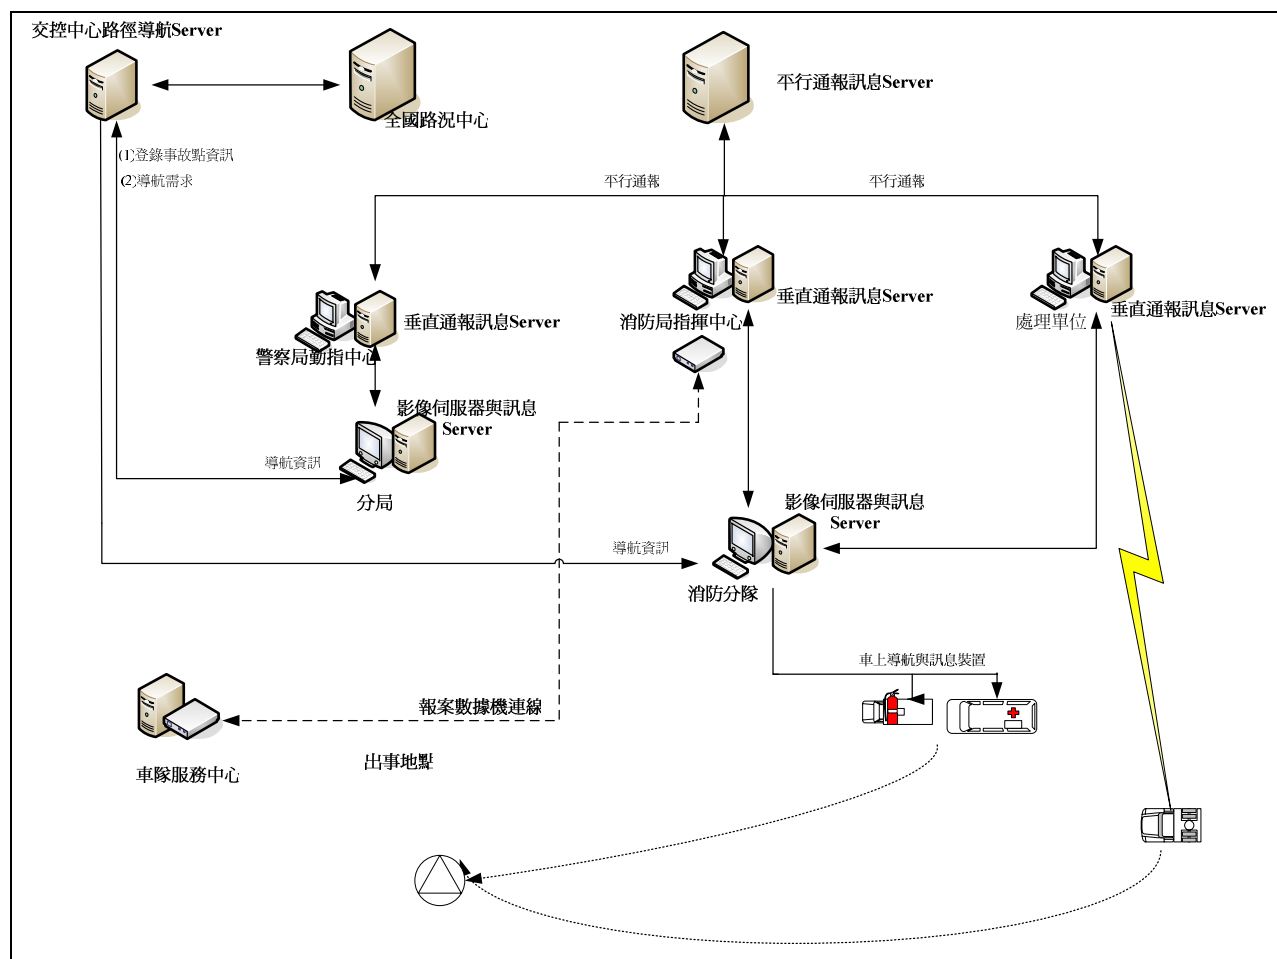 交控中心路徑導航Server
全國路況中心
平行通報訊息Server
(1)登錄事故點資訊
(2)導航需求
平行通報
平行通報
垂直通報訊息Server
警察局勤指中心
垂直通報訊息Server
消防局指揮中心
處理單位
垂直通報訊息Server
影像伺服器與訊息
Server
導航資訊
分局
影像伺服器與訊息
Server
導航資訊
消防分隊
車上導航與訊息裝置
報案數據機連線
出事地點
車隊服務中心